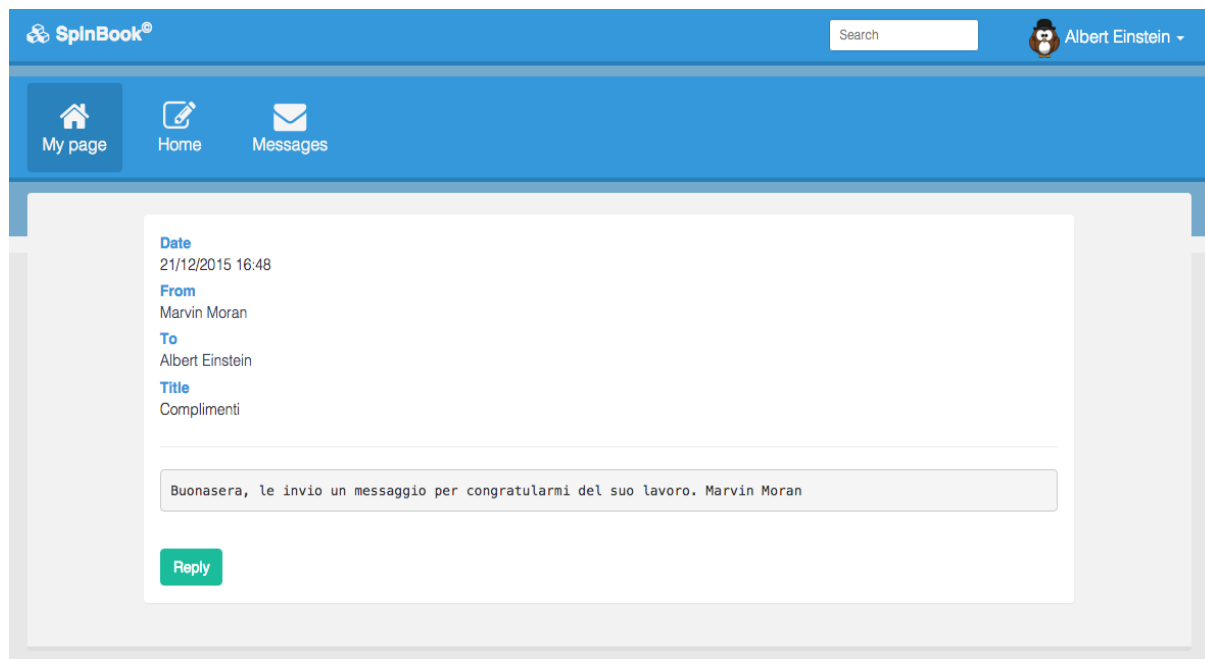 SpinBook©
Search
Albert Einstein
My page
Home
Messages
Date
21/12/2015 16:48
From
Marvin Moran
To
Albert Einstein
Title
Complimenti
Buonasera, le invio un messaggio per congratularmi del suo lavoro. Marvin Moran
Reply